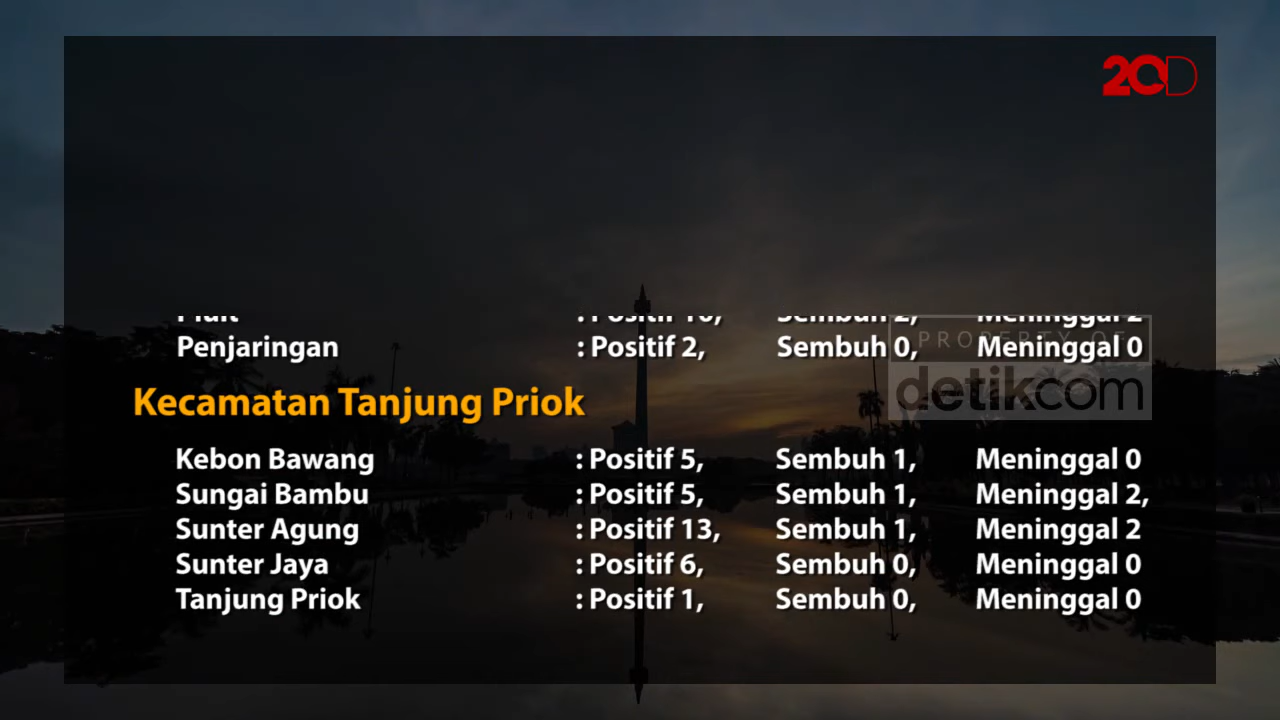 20D
Penjaringan : Positif 2, Sembuh 0, Meninggal 0
PROPERTY OF
detikcom
Kecamatan Tanjung Priok
Kebon Bawang : Positif 5, Sembuh 1, Meninggal 0
Sungai Bambu : Positif 5, Sembuh 1, Meninggal 2,
Sunter Agung : Positif 13, Sembuh 1, Meninggal 2
Sunter Jaya : Positif 6, Sembuh 0, Meninggal 0
Tanjung Priok : Positif 1, Sembuh 0, Meninggal 0